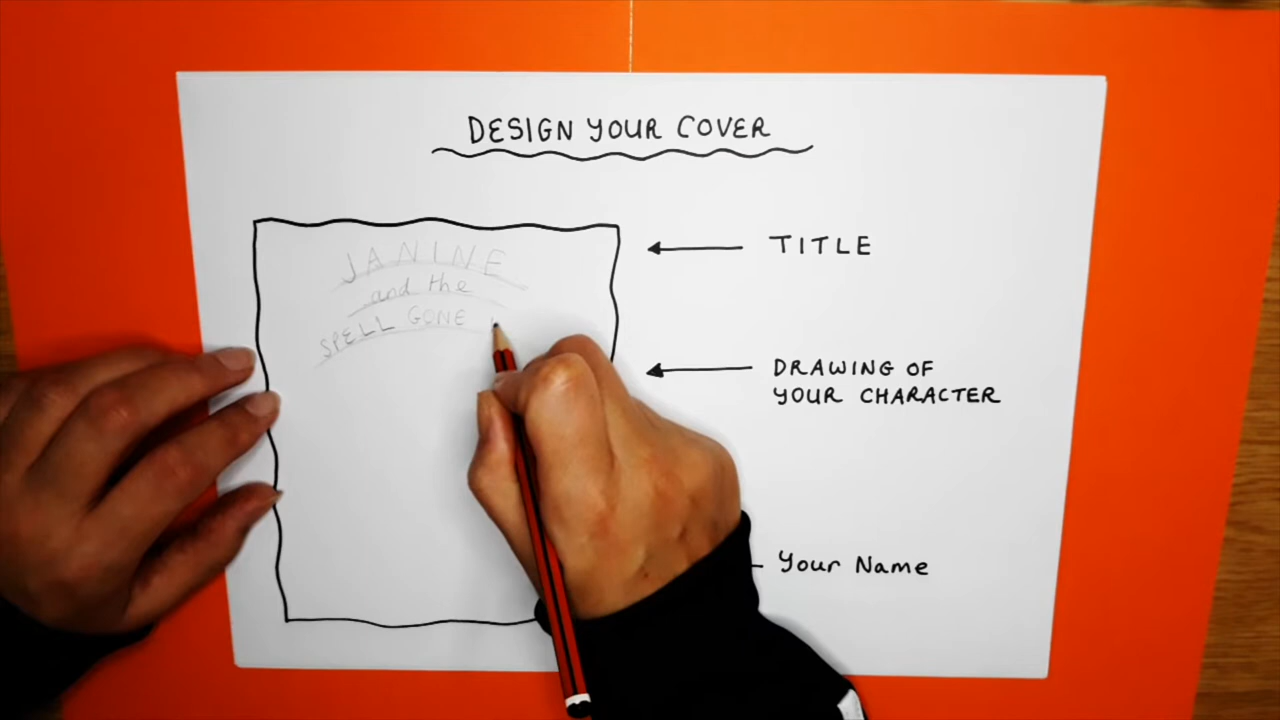 DESIGN YOUR COVER
JANINE
and the
SPELL GONE
TITLE
DRAWING OF
YOUR CHARACTER
Your Name